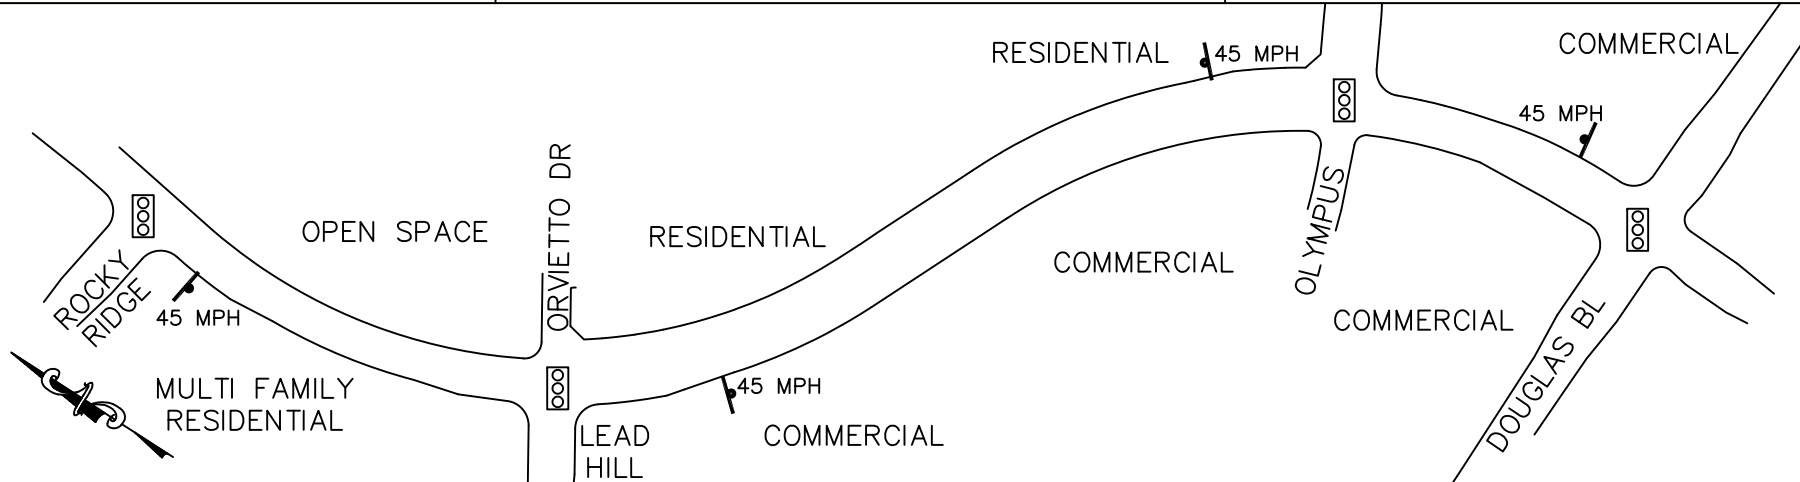 RESIDENTIAL
45 MPH
COMMERCIAL
45 MPH
ORVIETTO DR
OPEN SPACE
RESIDENTIAL
OLYMPUS
COMMERCIAL
ROCKY
RIDGE
45 MPH
COMMERCIAL
DOUGLAS BL
MULTI FAMILY
RESIDENTIAL
45 MPH
LEAD
HILL
COMMERCIAL